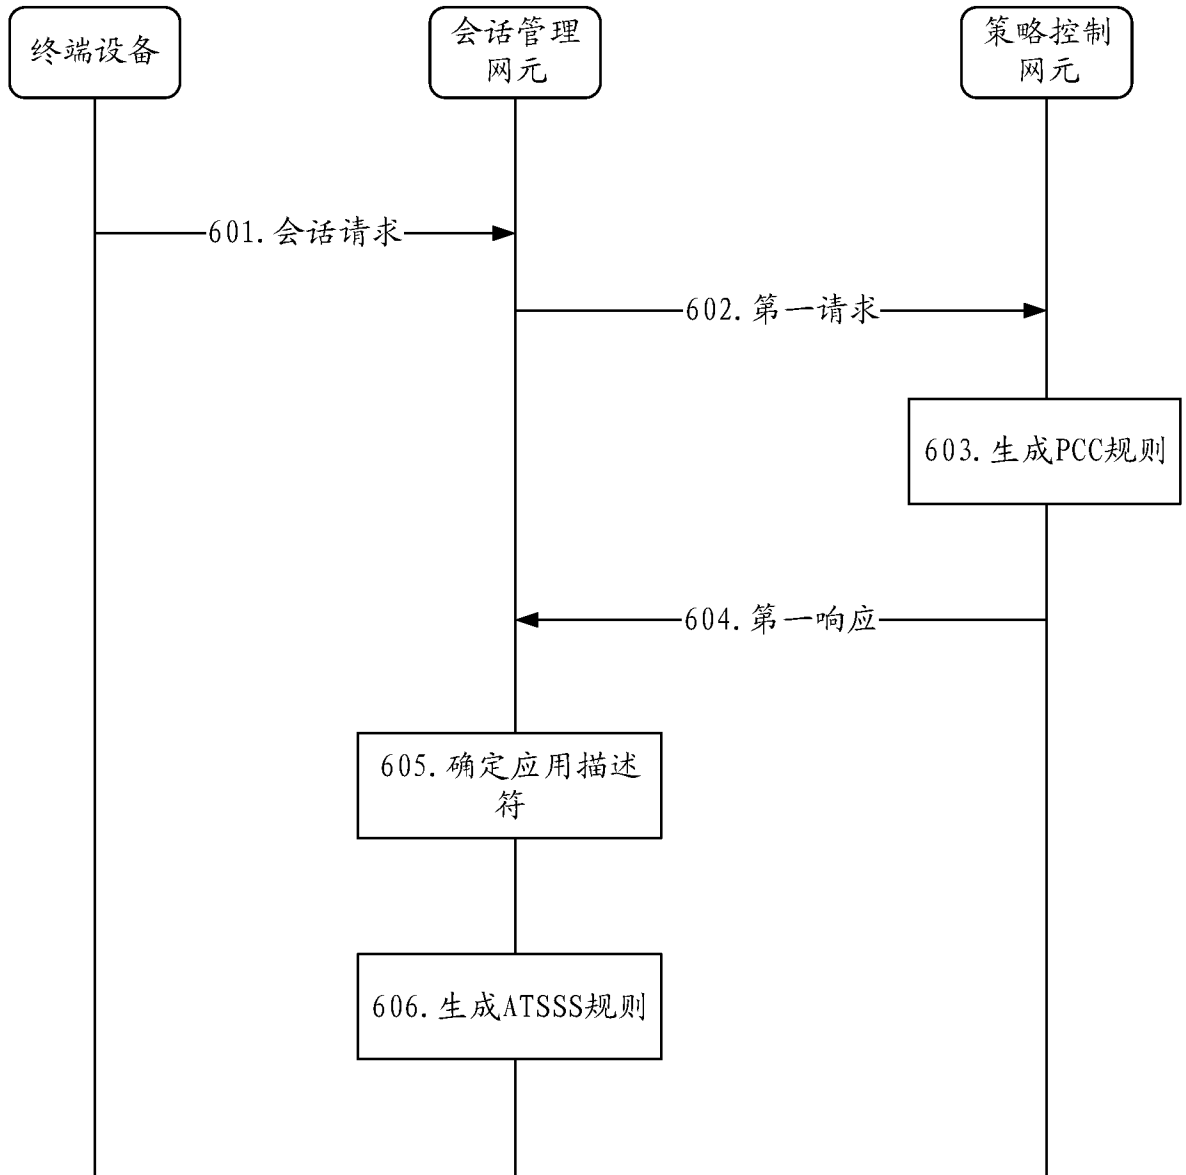 终端设备
会话管理
网元
策略控制
网元
601.会话请求
602.第一请求
603.生成PCC规则
604.第一响应
605.确定应用描述
符
606.生成ATSSS规则